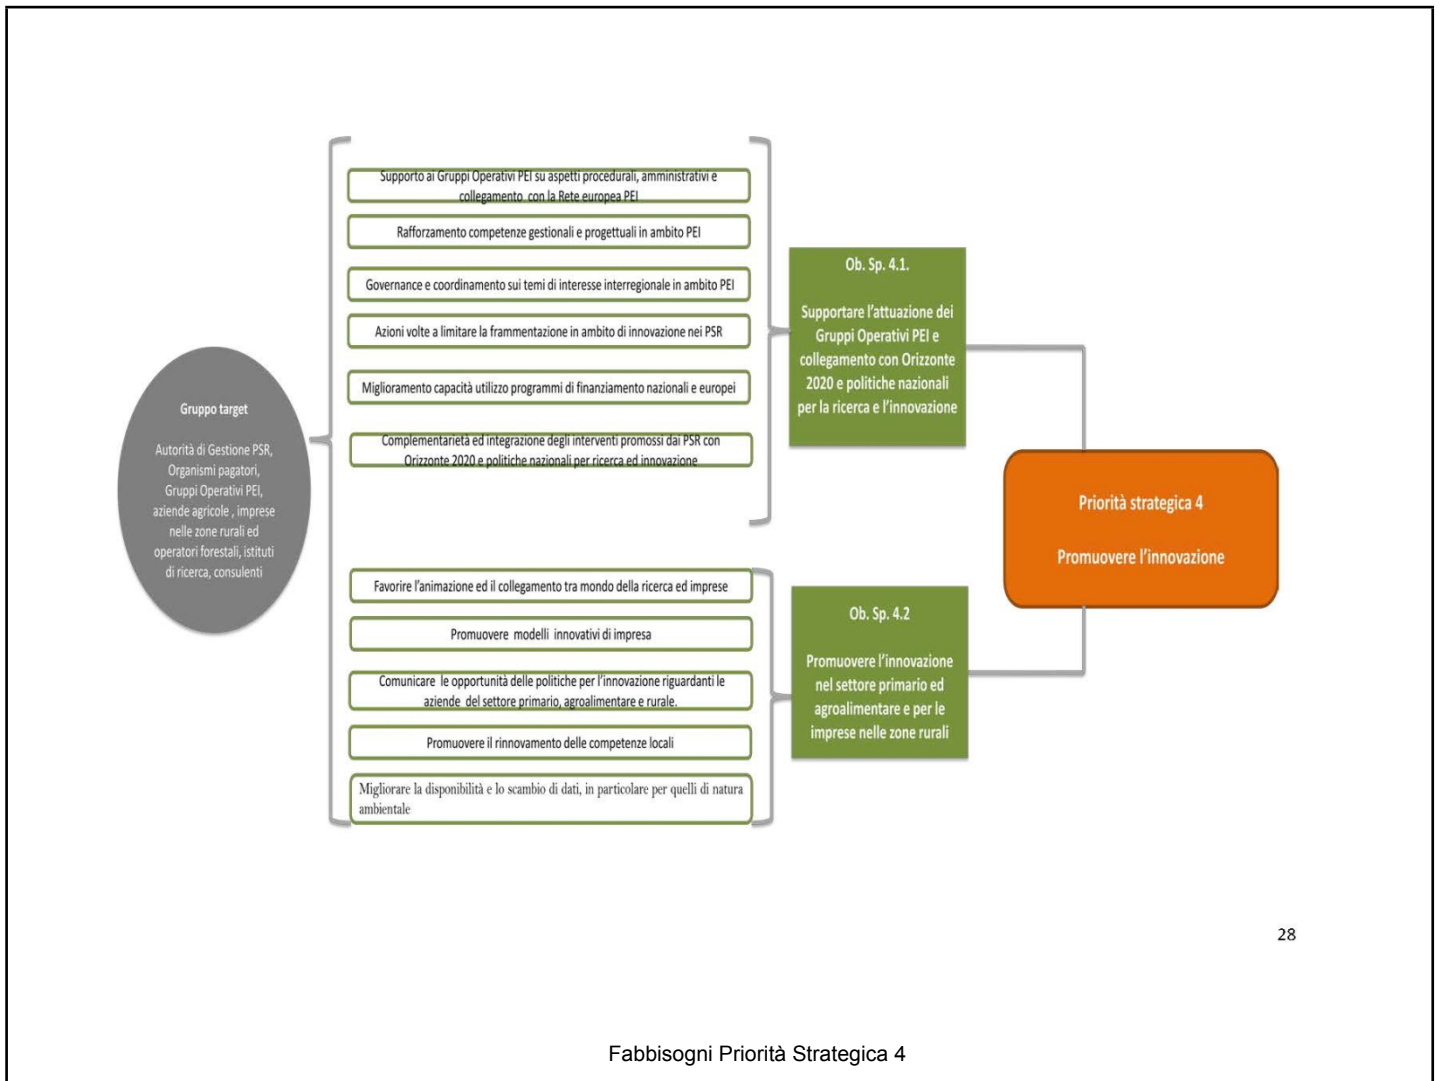 Gruppo target
Autorità di Gestione PSR,
Organismi pagatori,
Gruppi Operativi PEI,
aziende agricole , imprese
nelle zone rurali ed
operatori forestali, istituti
di ricerca, consulenti
Supporto ai Gruppi Operativi PEI su aspetti procedurali, amministrativi e
collegamento con la Rete europea PEI
Rafforzamento competenze gestionali e progettuali in ambito PEI
Governance e coordinamento sui temi di interesse interregionale in ambito PEI
Azioni volte a limitare la frammentazione in ambito di innovazione nei PSR
Miglioramento capacità utilizzo programmi di finanziamento nazionali e europei
Complementarietà ed integrazione degli interventi promossi dai PSR con
Orizzonte 2020 e politiche nazionali per ricerca ed innovazione
Favorire l'animazione ed il collegamento tra mondo della ricerca ed imprese
Promuovere modelli innovativi di impresa
Comunicare le opportunità delle politiche per l'innovazione riguardanti le
aziende del settore primario, agroalimentare e rurale.
Promuovere il rinnovamento delle competenze locali
Migliorare la disponibilità e lo scambio di dati, in particolare per quelli di natura
ambientale
Ob. Sp. 4.1.
Supportare l'attuazione dei
Gruppi Operativi PEI e
collegamento con Orizzonte
2020 e politiche nazionali
per la ricerca e l'innovazione
Ob. Sp. 4.2
Promuovere l'innovazione
nel settore primario ed
agroalimentare e per le
imprese nelle zone rurali
Priorità strategica 4
Promuovere l'innovazione
28
Fabbisogni Priorità Strategica 4